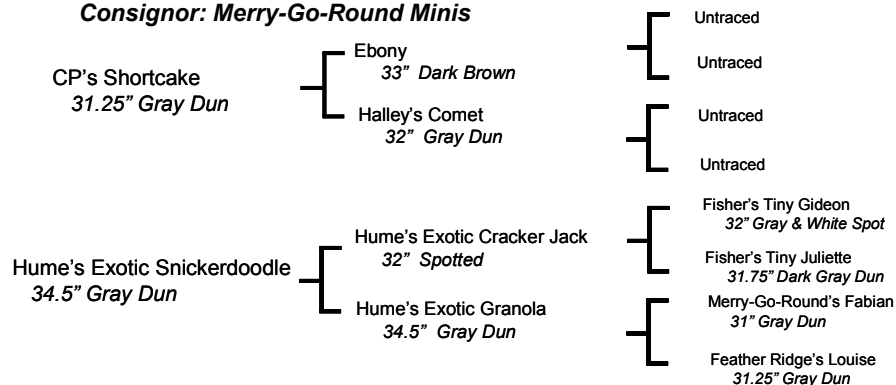 Consignor: Merry-Go-Round Minis
CP's Shortcake
31.25" Gray Dun
Ebony
33" Dark Brown
Halley's Comet
32" Gray Dun
Untraced
Untraced
Untraced
Untraced
Hume's Exotic Snickerdoodle
34.5" Gray Dun
Hume's Exotic Cracker Jack
32" Spotted
Hume's Exotic Granola
34.5" Gray Dun
Fisher's Tiny Gideon
32" Gray & White Spot
Fisher's Tiny Juliette
31.75" Dark Gray Dun
Merry-Go-Round's Fabian
31" Gray Dun
Feather Ridge's Louise
31.25" Gray Dun